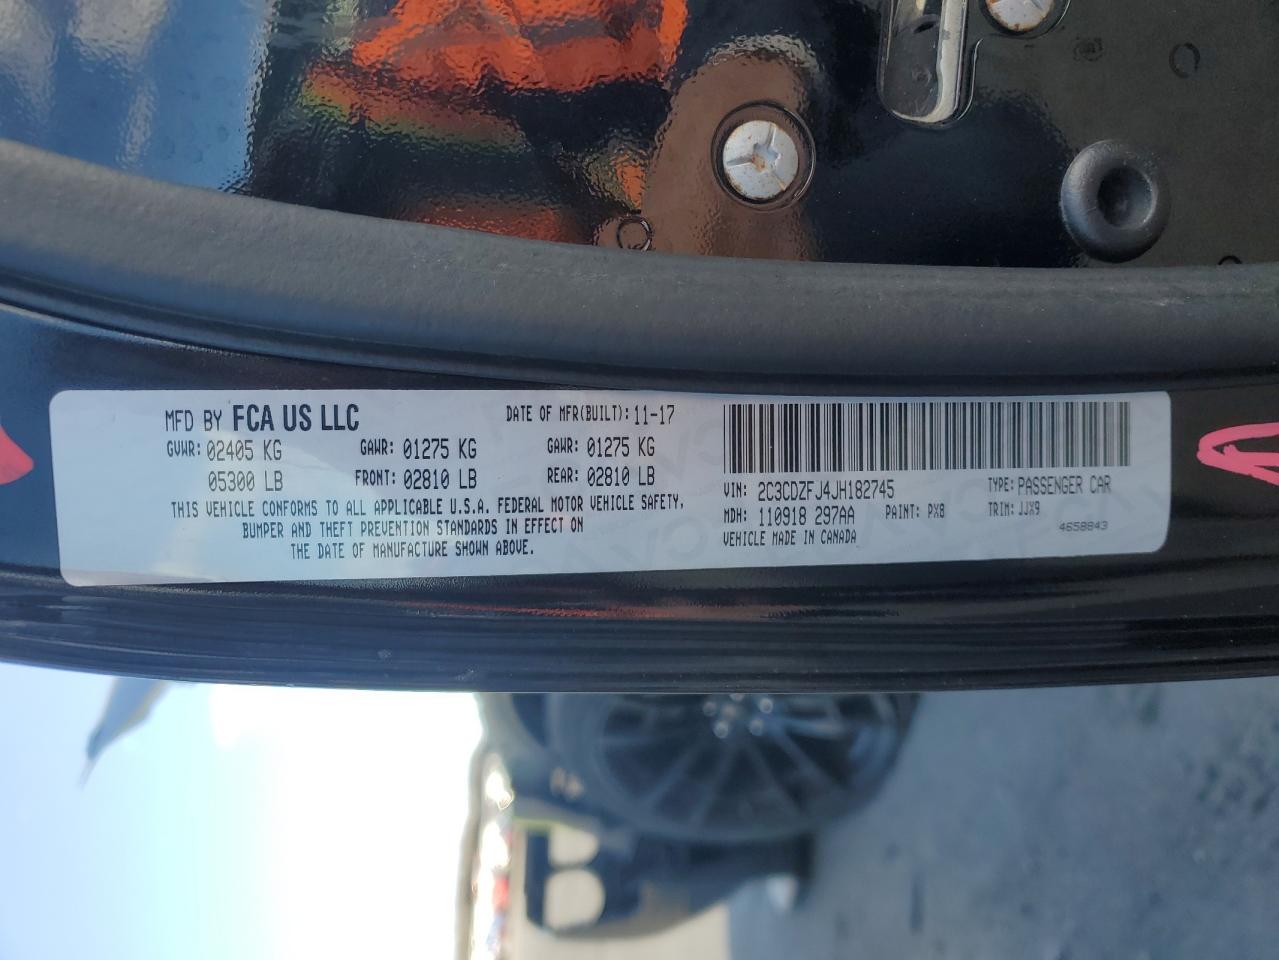 MFD BY FCA US LLC DATE OF MFR(BUILT): 11-17
GVWR: 02405 KG GAWR: 01275 KG GAWR: 01275 KG
05300 LB FRONT: 02810 LB REAR: 02810 LB
THIS VEHICLE CONFORMS TO ALL APPLICABLE U.S.A. FEDERAL MOTOR VEHICLE SAFETY,
BUMPER AND THEFT PREVENTION STANDARDS IN EFFECT ON
THE DATE OF MANUFACTURE SHOWN ABOVE.
VIN: 2C3CDZFJ4JH182745 TYPE: PASSENGER CAR
MDH: 110918 297AA PAINT: PX8 TRIM: JJX9
VEHICLE MADE IN CANADA 4658843